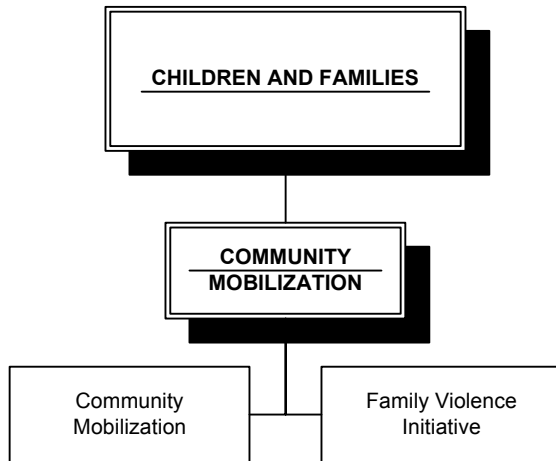 CHILDREN AND FAMILIES
COMMUNITY
MOBILIZATION
Community
Mobilization
Family Violence
Initiative